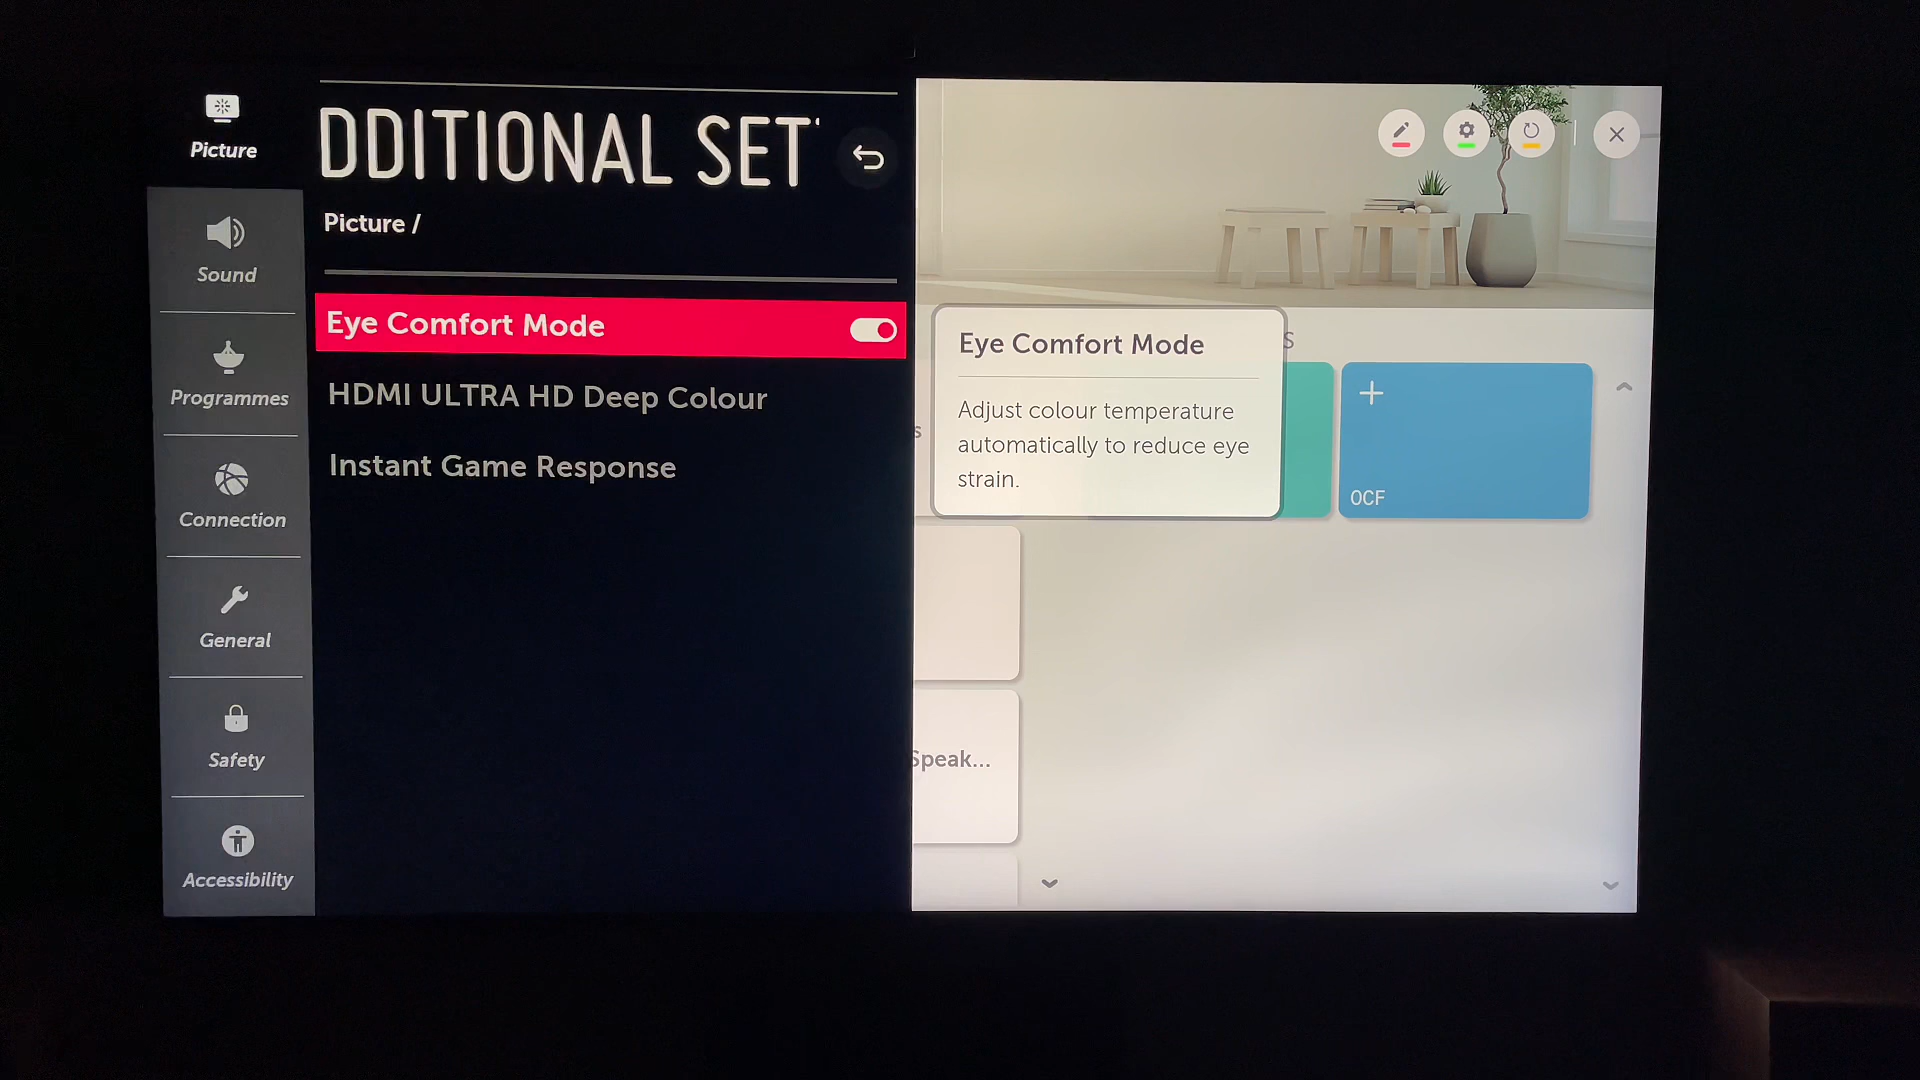 Picture
Sound
Programmes
Connection
General
Safety
Accessibility
DDITIONAL SET
Picture /
Eye Comfort Mode
HDMI ULTRA HD Deep Colour
Instant Game Response
Eye Comfort Mode
Adjust colour temperature
automatically to reduce eye
strain.
s
s
OCF
Speak...